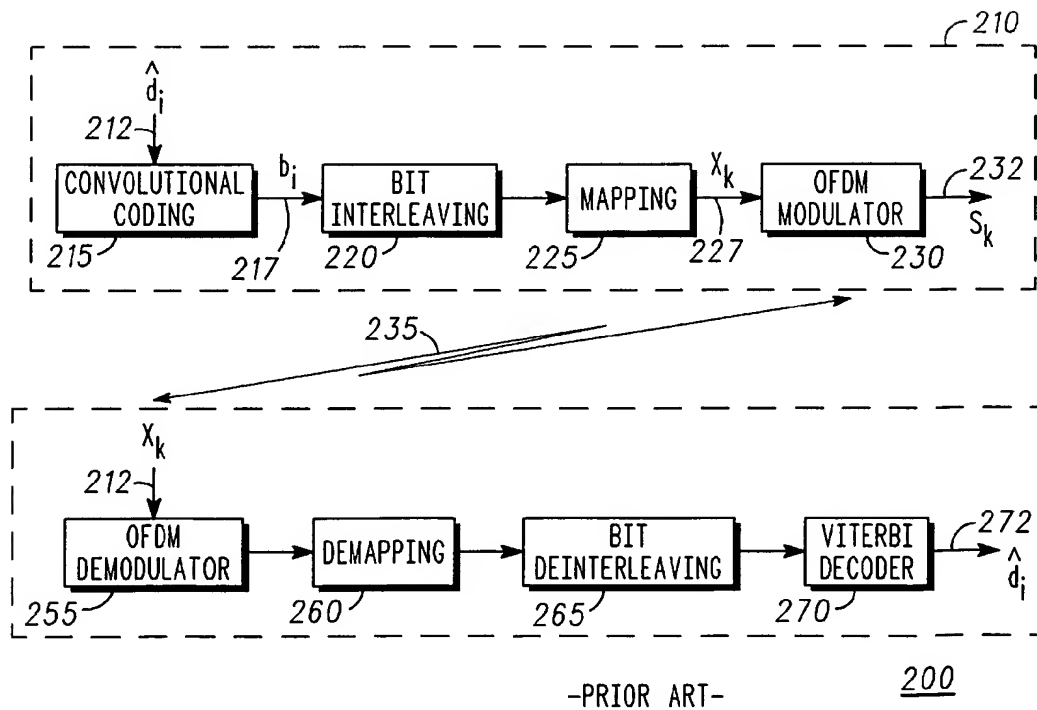 210
d̂i
212
bi
Xk
CONVOLUTIONAL
CODING
BIT
INTERLEAVING
MAPPING
OFDM
MODULATOR
232
Sk
215
217
220
225
227
230
235
Xk
212
272
OFDM
DEMODULATOR
DEMAPPING
BIT
DEINTERLEAVING
VITERBI
DECODER
d̂i
255
260
265
270
-PRIOR ART-
200